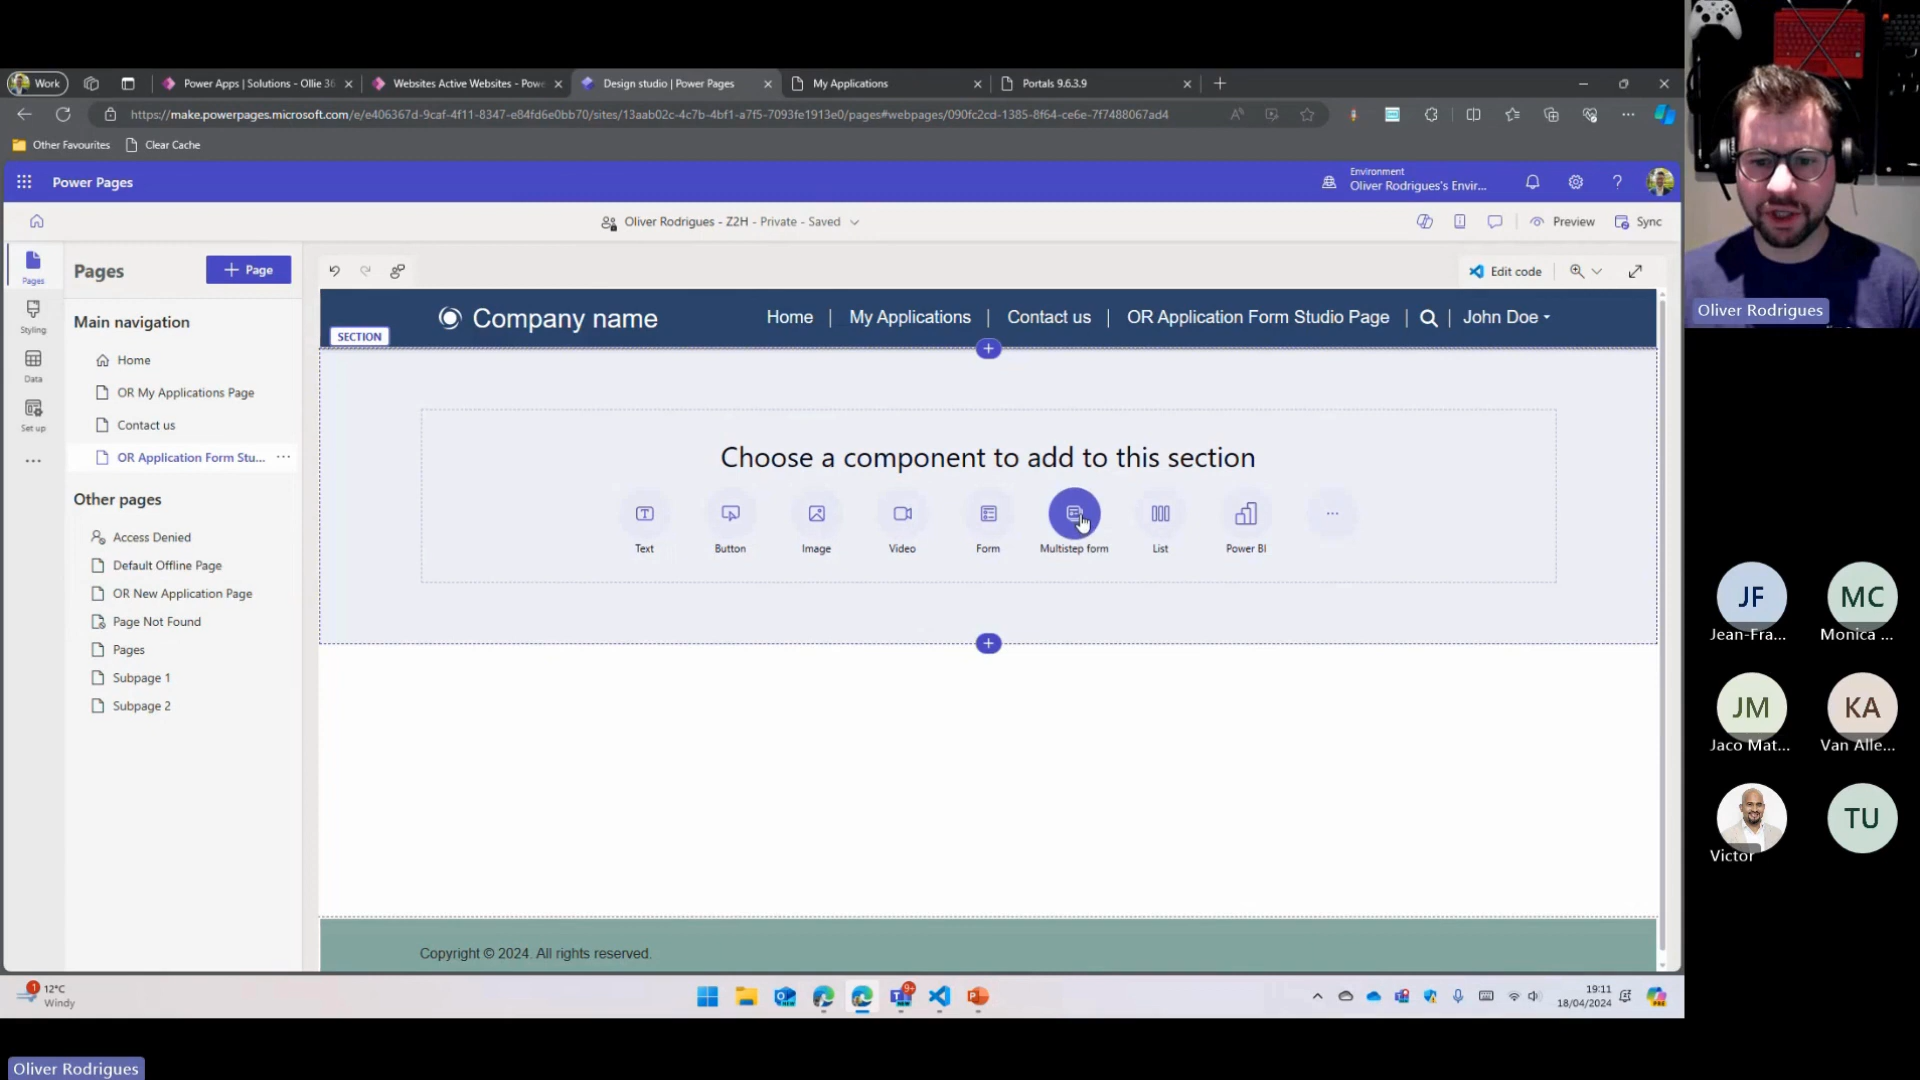 Work
Power Apps | Solutions - Ollie 36
Websites Active Websites - Powe
Design studio | Power Pages
My Applications
Portals 9.6.3.9
https://make.powerpages.microsoft.com/e/e406367d-9caf-4f11-8347-e84fd6e0bb70/sites/13aab02c-4c7b-4bf1-a7f5-7093fe1913e0/pages#webpages/090fc2cd-1385-8f64-ce6e-7f7488067ad4
Other Favourites
Clear Cache
Power Pages
Environment
Oliver Rodrigues's Envir...
Oliver Rodrigues - Z2H - Private - Saved
Preview
Sync
Pages
Styling
Data
Set up
Pages
+ Page
Main navigation
Home
OR My Applications Page
Contact us
OR Application Form Stu...
Other pages
Access Denied
Default Offline Page
OR New Application Page
Page Not Found
Pages
Subpage 1
Subpage 2
Edit code
SECTION
Company name
Home | My Applications | Contact us | OR Application Form Studio Page | John Doe
Choose a component to add to this section
Text
Button
Image
Video
Form
Multistep form
List
Power BI
Copyright © 2024. All rights reserved.
1
12°C
Windy
9+
19:11
18/04/2024
Oliver Rodrigues
JF
Jean-Fra...
MC
Monica ...
JM
Jaco Mat...
KA
Van Alle...
Victor
TU
Oliver Rodrigues